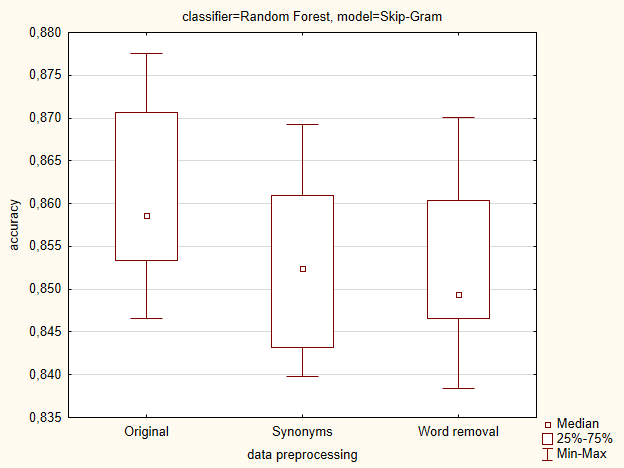 classifier=Random Forest, model=Skip-Gram
0,880
0,875
0,870
0,865
0,860
0,855
0,850
0,845
0,840
0,835
accuracy
Original Synonyms Word removal
data preprocessing
Median
25%-75%
Min-Max